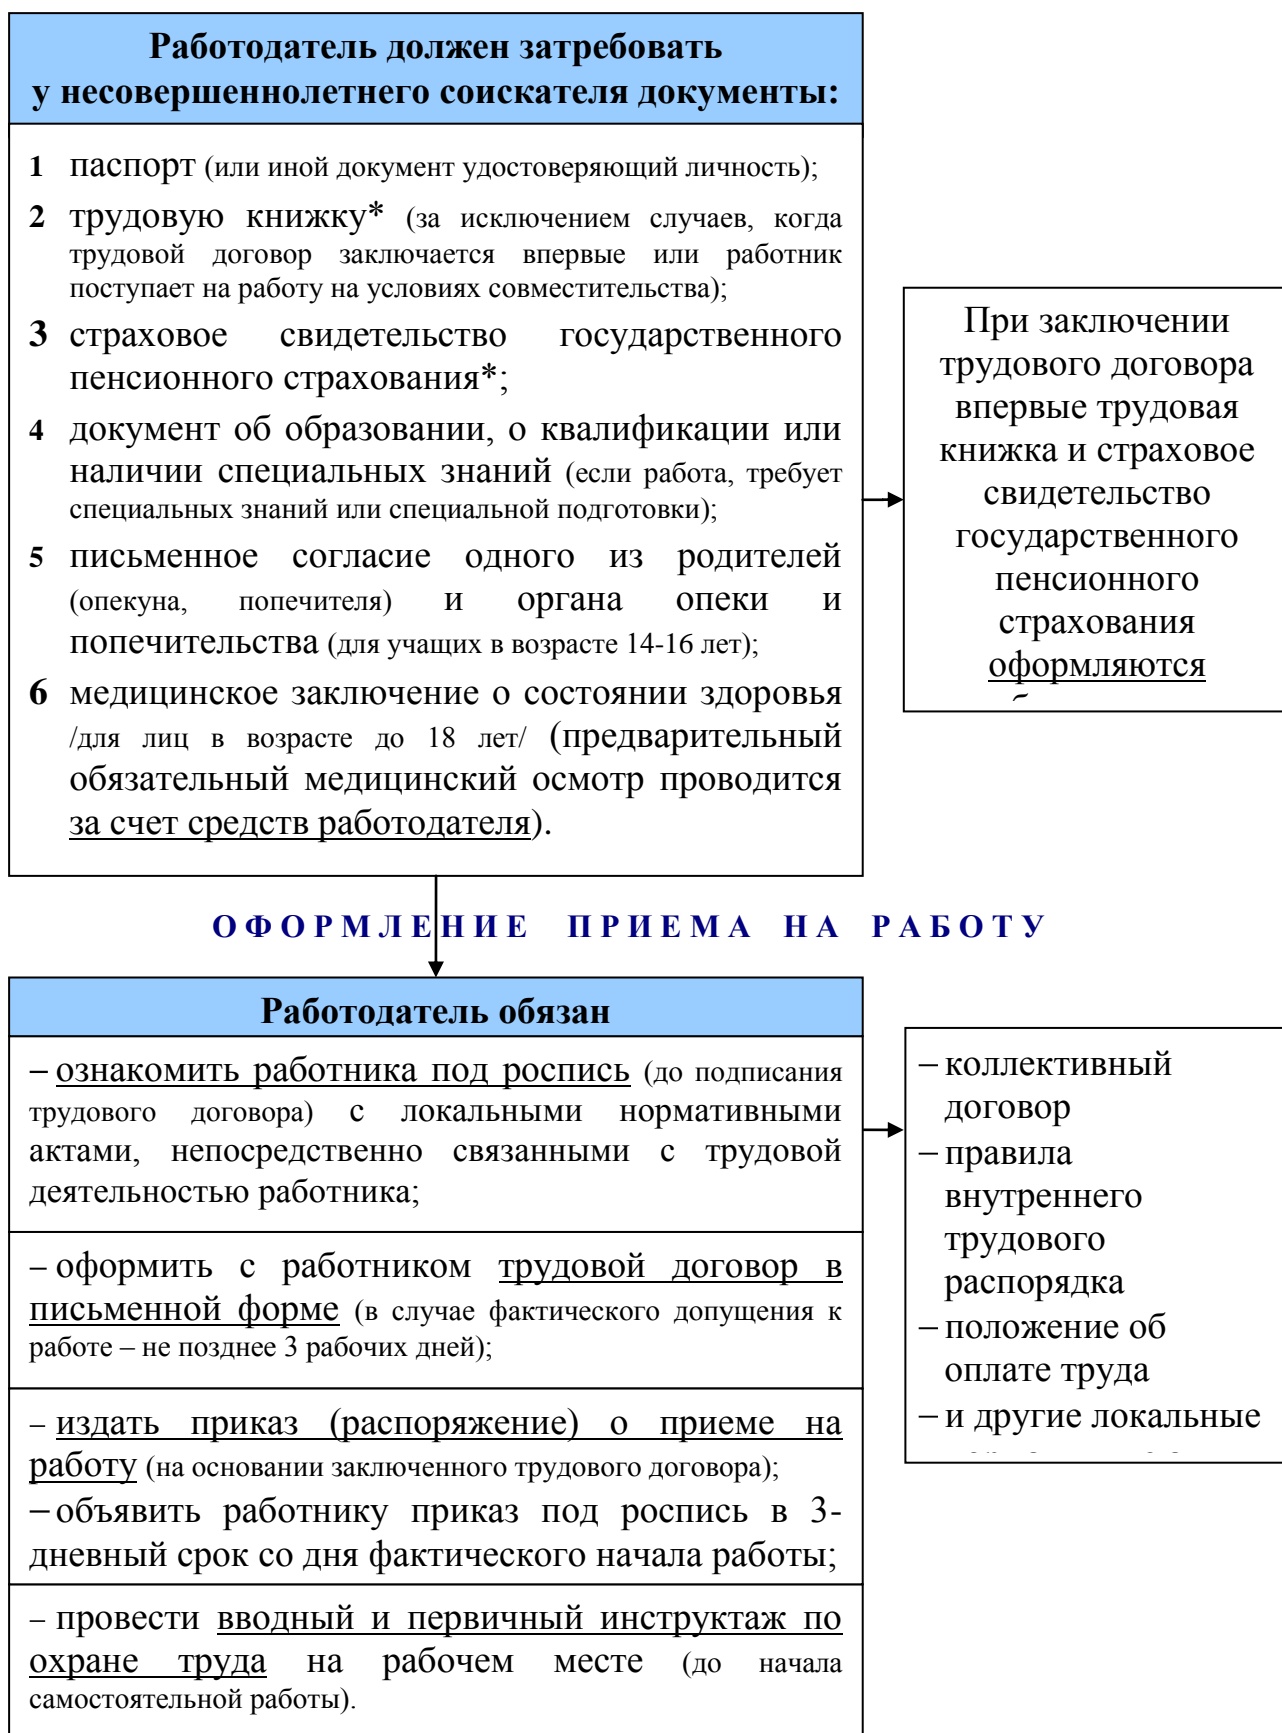 Работодатель должен затребовать
у несовершеннолетнего соискателя документы:
1 паспорт (или иной документ удостоверяющий личность);
2 трудовую книжку* (за исключением случаев, когда
трудовой договор заключается впервые или работник
поступает на работу на условиях совместительства);
3 страховое свидетельство государственного
пенсионного страхования*;
4 документ об образовании, о квалификации или
наличии специальных знаний (если работа, требует
специальных знаний или специальной подготовки);
5 письменное согласие одного из родителей
(опекуна, попечителя) и органа опеки и
попечительства (для учащих в возрасте 14-16 лет);
6 медицинское заключение о состоянии здоровья
/для лиц в возрасте до 18 лет/ (предварительный
обязательный медицинский осмотр проводится
за счет средств работодателя).
При заключении
трудового договора
впервые трудовая
книжка и страховое
свидетельство
государственного
пенсионного
страхования
оформляются
ОФОРМЛЕНИЕ ПРИЕМА НА РАБОТУ
Работодатель обязан
– ознакомить работника под роспись (до подписания
трудового договора) с локальными нормативными
актами, непосредственно связанными с трудовой
деятельностью работника;
– оформить с работником трудовой договор в
письменной форме (в случае фактического допущения к
работе – не позднее 3 рабочих дней);
– издать приказ (распоряжение) о приеме на
работу (на основании заключенного трудового договора);
– объявить работнику приказ под роспись в 3-
дневный срок со дня фактического начала работы;
– провести вводный и первичный инструктаж по
охране труда на рабочем месте (до начала
самостоятельной работы).
– коллективный
договор
– правила
внутреннего
трудового
распорядка
– положение об
оплате труда
– и другие локальные